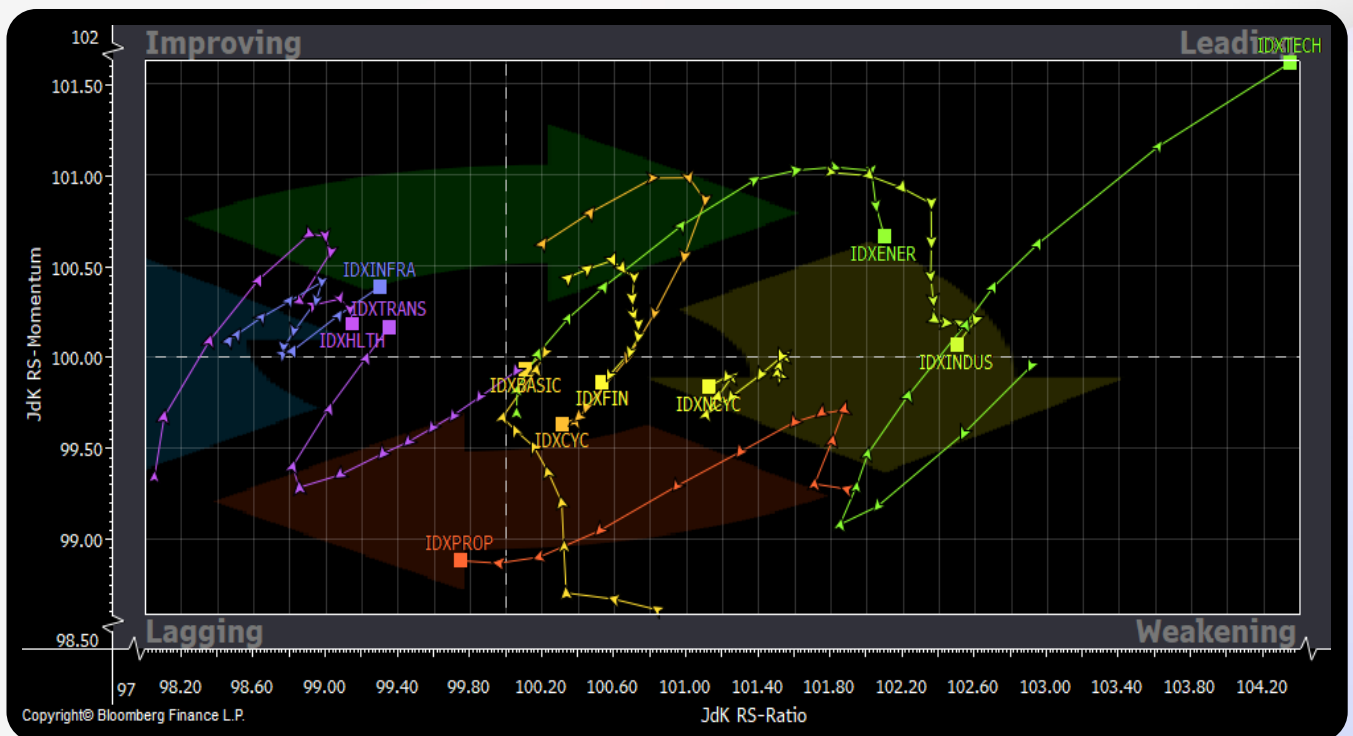 Improving
Leading
IDXTECH
102
101.50
101.00
100.50
100.00
99.50
99.00
98.50
JdK RS-Momentum
IDXENER
IDXINFRA
IDXTRANS
IDXHLTH
IDXINDUS
IDXBASIC
IDXFIN
IDXNCYC
IDXCYC
IDXPROP
Lagging
Weakening
97
98.20
98.60
99.00
99.40
99.80
100.20
100.60
101.00
101.40
101.80
102.20
102.60
103.00
103.40
103.80
104.20
Copyright© Bloomberg Finance L.P.
JdK RS-Ratio